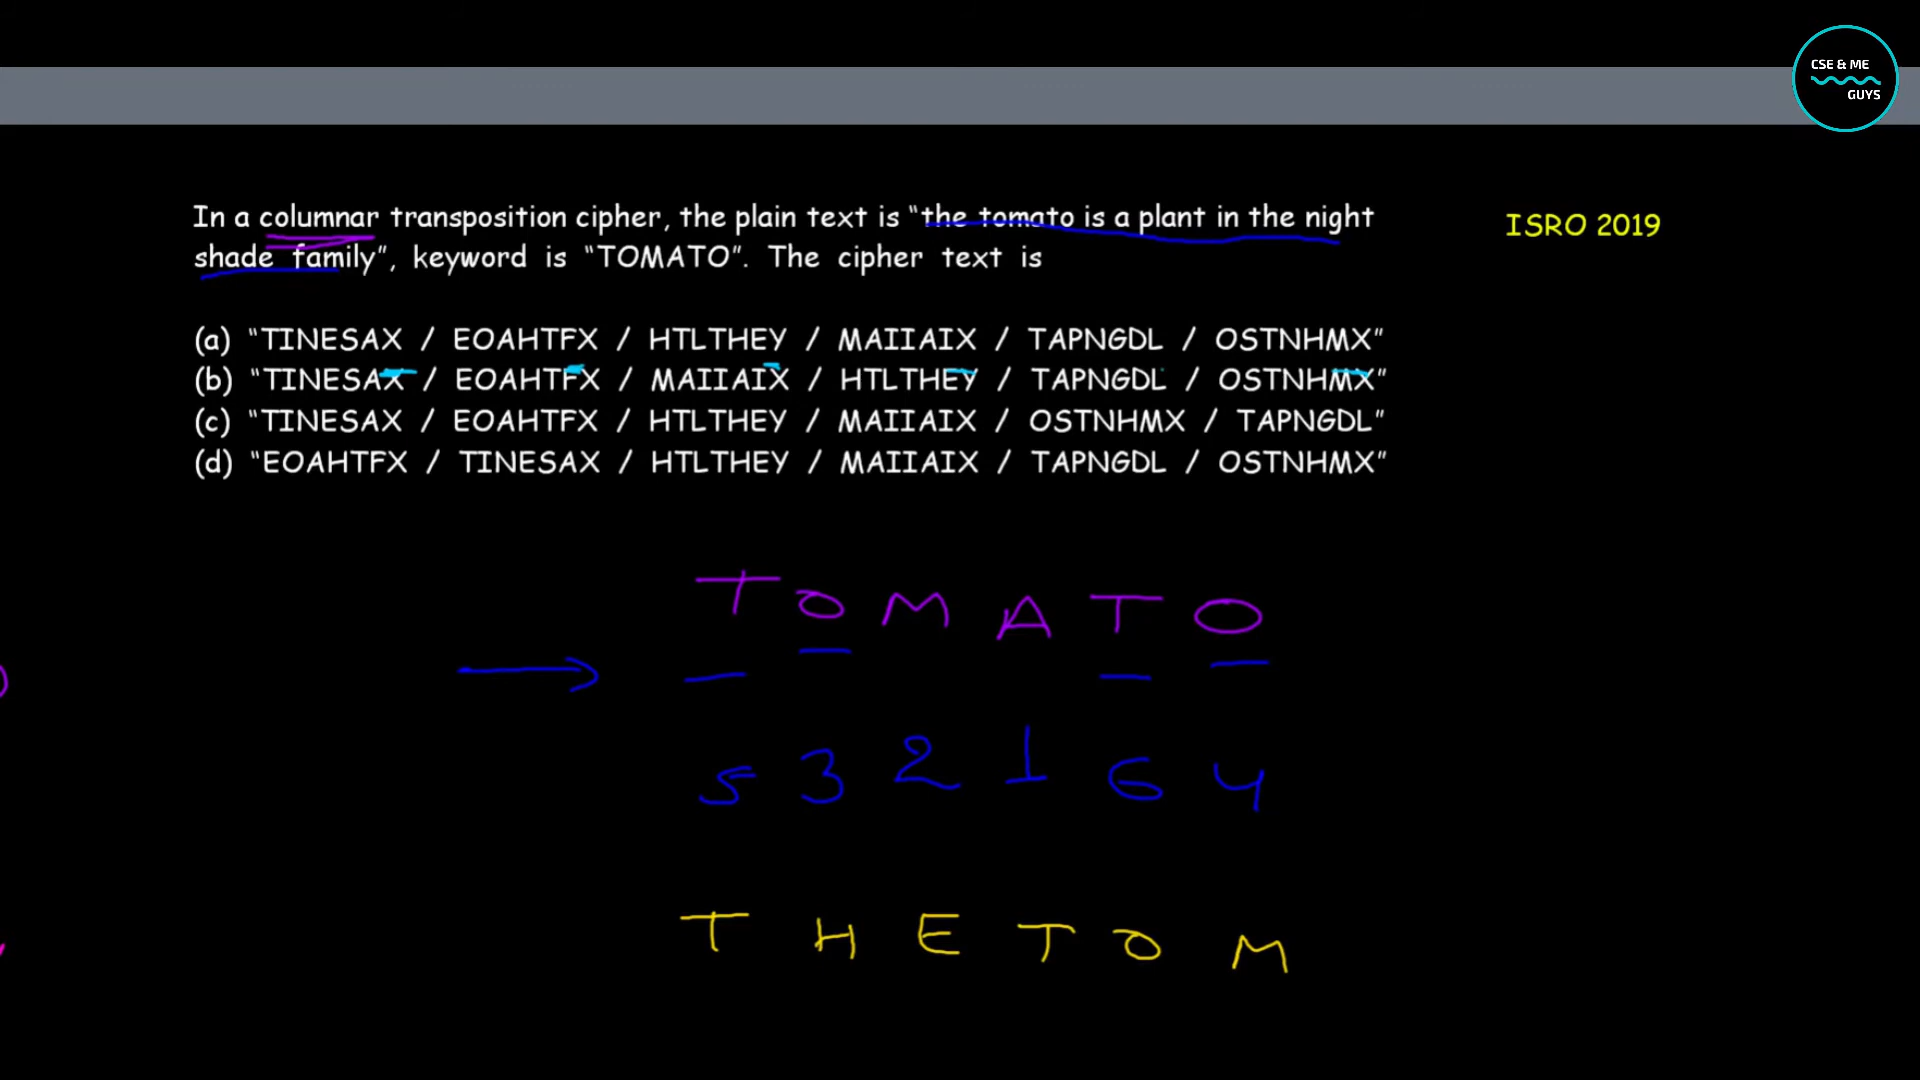 CSE & ME
GUYS
In a columnar transposition cipher, the plain text is “the tomato is a plant in the night
shade family”, keyword is “TOMATO”. The cipher text is
ISRO 2019
(a) “TINESAX / EOAHTFX / HTLTHEY / MAIIAIX / TAPNGDL / OSTNHMX”
(b) “TINESAX / EOAHTFX / MAIIAIX / HTLTHEY / TAPNGDL / OSTNHMX”
(c) “TINESAX / EOAHTFX / HTLTHEY / MAIIAIX / OSTNHMX / TAPNGDL”
(d) “EOAHTFX / TINESAX / HTLTHEY / MAIIAIX / TAPNGDL / OSTNHMX”
T O M A T O
5 3 2 1 6 4
T H E T O M